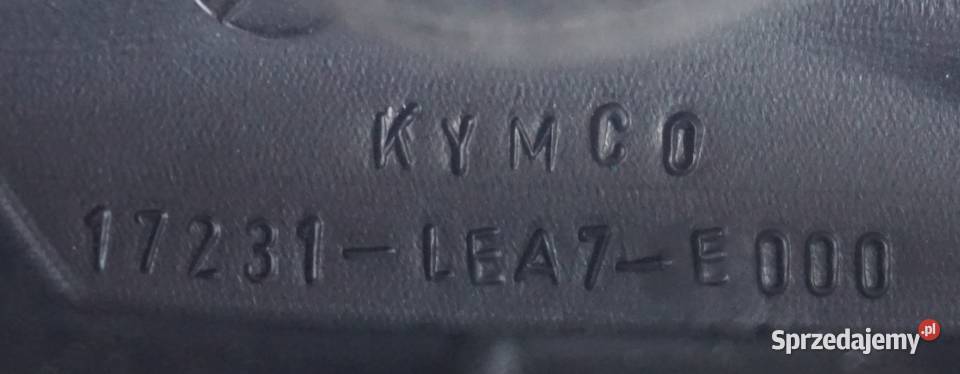 KYMCO
17231-LEA7-E000
Sprzedajemy.pl